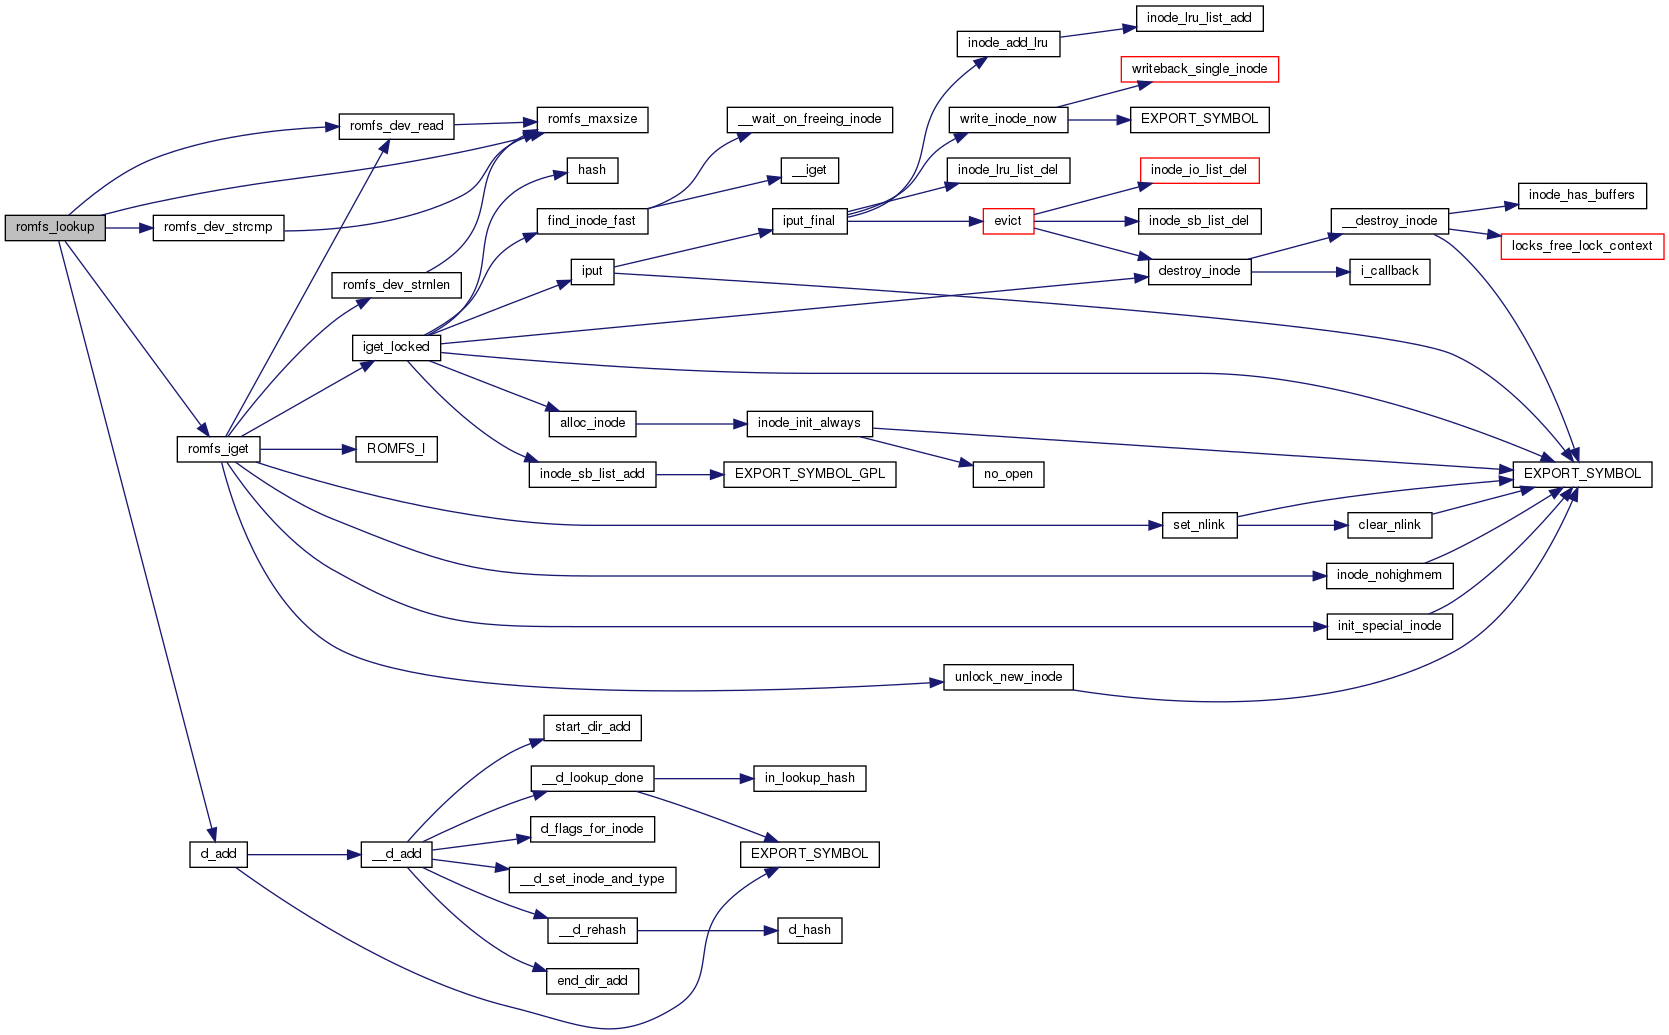 inode_lru_list_add
inode_add_lru
writeback_single_inode
romfs_dev_read
romfs_maxsize
__wait_on_freeing_inode
write_inode_now
EXPORT_SYMBOL
hash
__iget
inode_lru_list_del
inode_io_list_del
inode_has_buffers
romfs_lookup
romfs_dev_strcmp
find_inode_fast
iput_final
evict
inode_sb_list_del
__destroy_inode
locks_free_lock_context
romfs_dev_strnlen
iput
destroy_inode
i_callback
iget_locked
alloc_inode
inode_init_always
romfs_iget
ROMFS_I
inode_sb_list_add
EXPORT_SYMBOL_GPL
no_open
EXPORT_SYMBOL
set_nlink
clear_nlink
inode_nohighmem
init_special_inode
unlock_new_inode
start_dir_add
__d_lookup_done
in_lookup_hash
d_flags_for_inode
d_add
__d_add
EXPORT_SYMBOL
__d_set_inode_and_type
__d_rehash
d_hash
end_dir_add